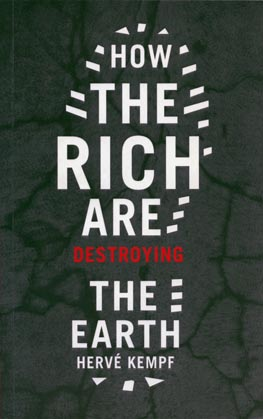 HOW
THE
RICH
ARE
DESTROYING
THE
EARTH
HERVÉ KEMPF